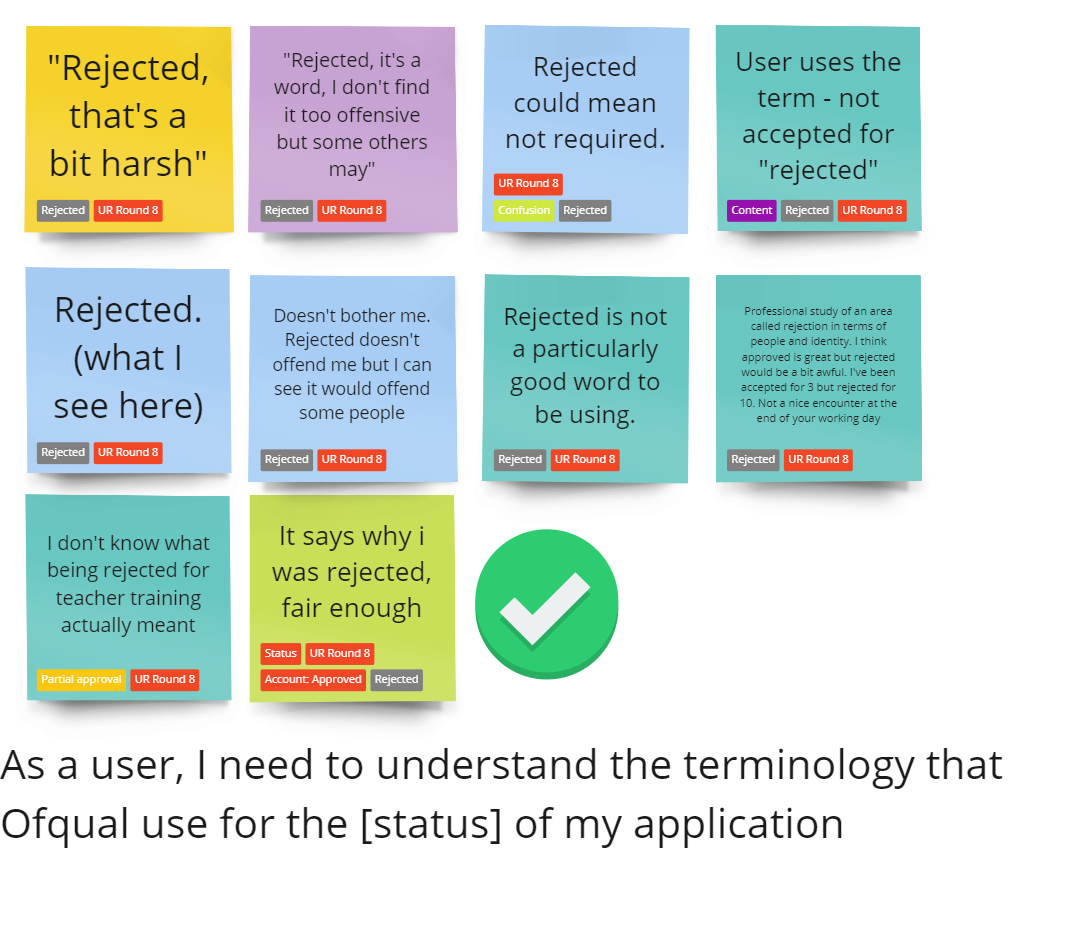 "Rejected,
that's a
bit harsh"
Rejected UR Round 8
"Rejected, it's a
word, I don't find
it too offensive
but some others
may"
Rejected UR Round 8
Rejected
could mean
not required.
UR Round 8
Confusion Rejected
User uses the
term - not
accepted for
"rejected"
Content Rejected UR Round 8
Rejected.
(what I
see here)
Rejected UR Round 8
Doesn't bother me.
Rejected doesn't
offend me but I can
see it would offend
some people
Rejected UR Round 8
Rejected is not
a particularly
good word to
be using.
Rejected UR Round 8
Professional study of an area
called rejection in terms of
people and identity. I think
approved is great but rejected
would be a bit awful. I've been
accepted for 3 but rejected for
10. Not a nice encounter at the
end of your working day
Rejected UR Round 8
I don't know what
being rejected for
teacher training
actually meant
Partial approval UR Round 8
It says why i
was rejected,
fair enough
Status UR Round 8
Account: Approved Rejected
As a user, I need to understand the terminology that
Ofqual use for the [status] of my application